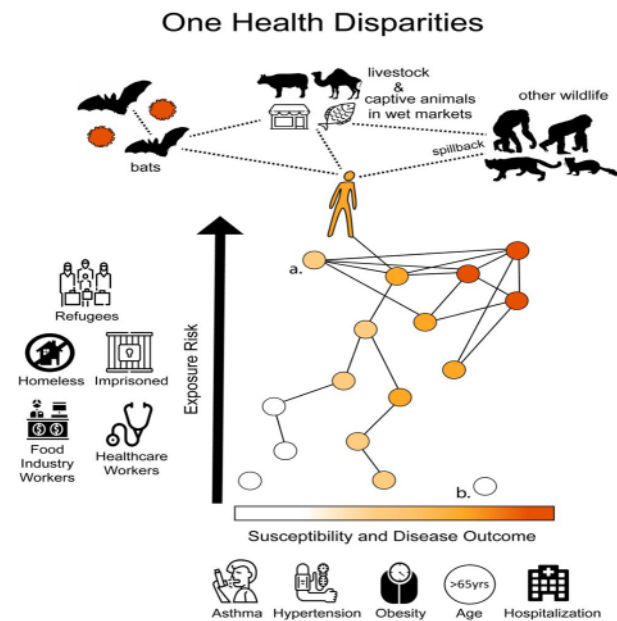 One Health Disparities
livestock
&
captive animals
in wet markets
other wildlife
bats
spillback
a.
Refugees
Exposure Risk
Homeless
Imprisoned
Food
Industry
Workers
Healthcare
Workers
b.
Susceptibility and Disease Outcome
>65yrs
Asthma
Hypertension
Obesity
Age
Hospitalization